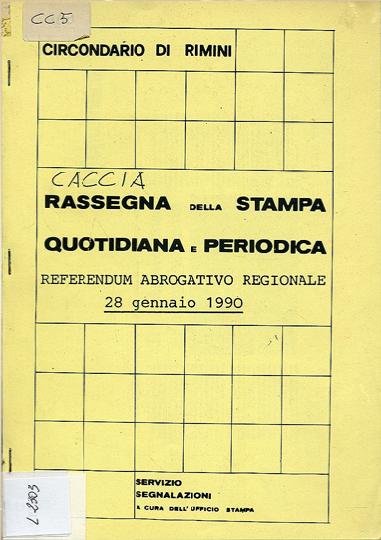 CC5
CIRCONDARIO DI RIMINI
CACCIA
RASSEGNA DELLA STAMPA
QUOTIDIANA E PERIODICA
REFERENDUM ABROGATIVO REGIONALE
28 gennaio 1990
SERVIZIO
SEGNALAZIONI
A CURA DELL'UFFICIO STAMPA
L 2303